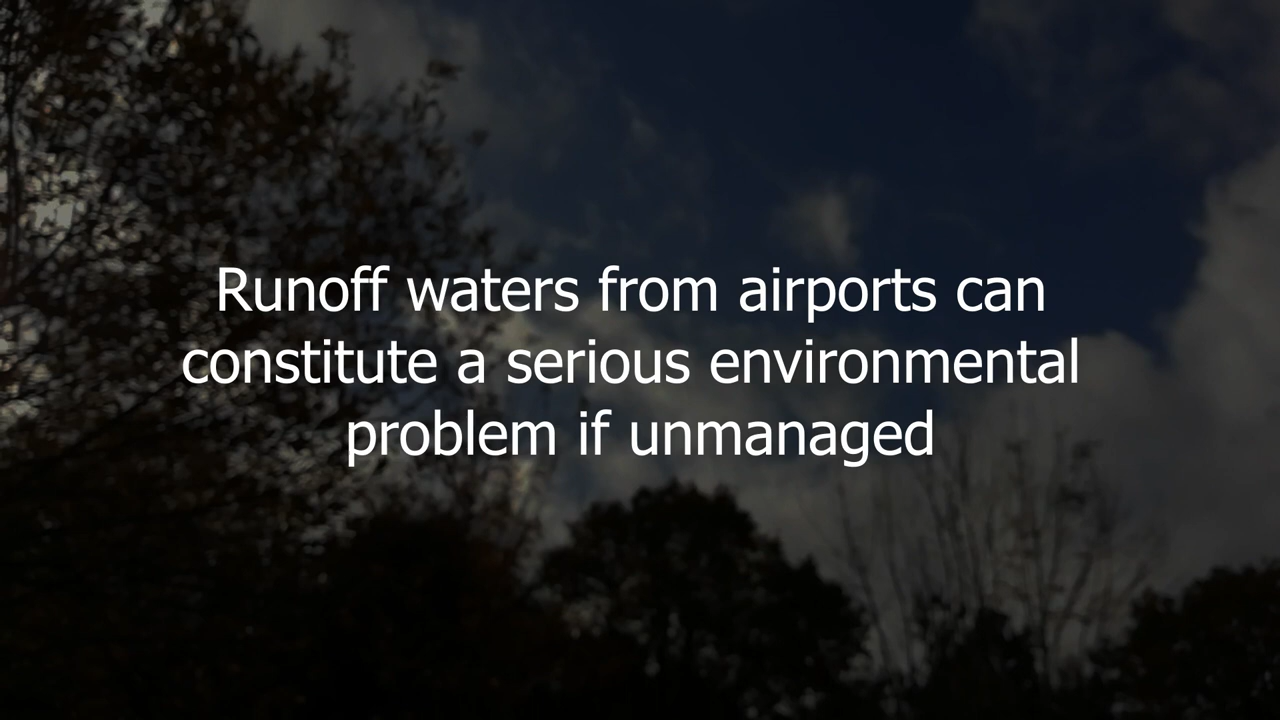 Runoff waters from airports can
constitute a serious environmental
problem if unmanaged